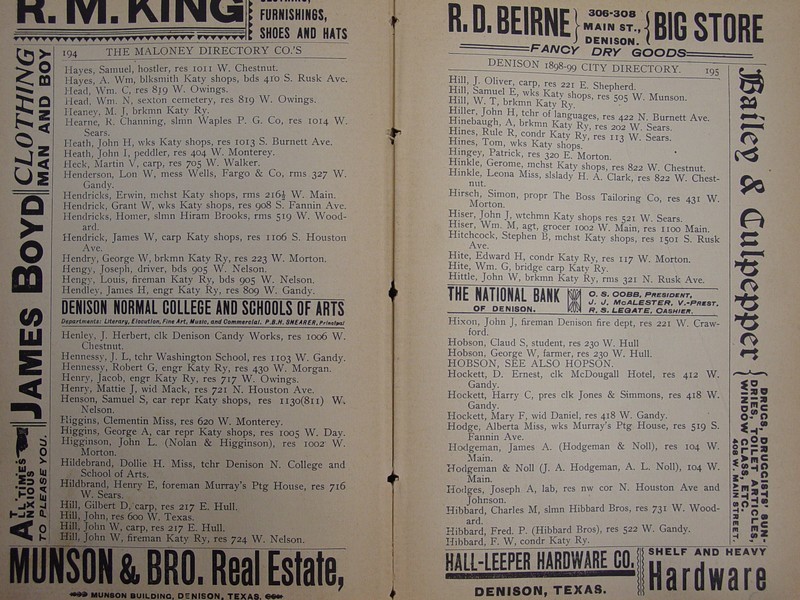 R. M. KING
FURNISHINGS,
SHOES AND HATS
JAMES BOYD
CLOTHING
MAN AND BOY
AT ALL TIMES
ANXIOUS
TO PLEASE YOU.
194 THE MALONEY DIRECTORY CO.'S
Hayes, Samuel, hostler, res 1011 W. Chestnut.
Hayes, A. Wm, blksmith Katy shops, bds 410 S. Rusk Ave.
Head, Wm C, res 819 W. Owings.
Head, Wm. N, sexton cemetery, res 819 W. Owings.
Heaney, M. J, brkmn Katy Ry.
Hearne, R. Channing, slmn Waples P. G. Co, res 1014 W.
Sears.
Heath, John H, wks Katy shops, res 1013 S. Burnett Ave.
Heath, John I, peddler, res 404 W. Monterey.
Heck, Martin V, carp, res 705 W. Walker.
Henderson, Lon W, mess Wells, Fargo & Co, rms 327 W.
Gandy.
Hendricks, Erwin, mchst Katy shops, rms 216½ W. Main.
Hendrick, Grant W, wks Katy shops, res 908 S. Fannin Ave.
Hendricks, Homer, slmn Hiram Brooks, rms 519 W. Wood-
ard.
Hendrick, James W, carp Katy shops, res 1106 S. Houston
Ave.
Hendry, George W, brkmn Katy Ry, res 223 W. Morton.
Hengy, Joseph, driver, bds 905 W. Nelson.
Hengy, Louis, fireman Katy Ry, bds 905 W. Nelson.
Hendley, James H, engr Katy Ry, res 809 W. Gandy.
DENISON NORMAL COLLEGE AND SCHOOLS OF ARTS
Departments: Literary, Elocution, Fine Art, Music, and Commercial. P.B.H. SHEARER, Principal
Henley, J. Herbert, clk Denison Candy Works, res 1006 W.
Chestnut.
Hennessy, J. L, tchr Washington School, res 1103 W. Gandy.
Hennessy, Robert G, engr Katy Ry, res 430 W. Morgan.
Henry, Jacob, engr Katy Ry, res 717 W. Owings.
Henry, Mattie J, wid Mack, res 721 N. Houston Ave.
Henson, Samuel S, car repr Katy shops, res 1130(811) W.
Nelson.
Higgins, Clementin Miss, res 620 W. Monterey.
Higgins, George A, car repr Katy shops, res 1005 W. Day.
Higginson, John L. (Nolan & Higginson), res 1002 W.
Morton.
Hildebrand, Dollie H. Miss, tchr Denison N. College and
School of Arts.
Hildbrand, Henry E, foreman Murray's Ptg House, res 716
W. Sears.
Hill, Gilbert D, carp, res 217 E. Hull.
Hill, John, res 600 W. Texas.
Hill, John W, carp, res 217 E. Hull.
Hill, John W, fireman Katy Ry, res 724 W. Nelson.
MUNSON & BRO. Real Estate,
MUNSON BUILDING, DENISON, TEXAS.
R. D. BEIRNE
306-308
MAIN ST.,
DENISON.
BIG STORE
FANCY DRY GOODS
DENISON 1898-99 CITY DIRECTORY. 195
Hill, J. Oliver, carp, res 221 E. Shepherd.
Hill, Samuel E, wks Katy shops, res 505 W. Munson.
Hill, W. T, brkmn Katy Ry.
Hiller, John H, tchr of languages, res 422 N. Burnett Ave.
Hinebaugh, A, brkmn Katy Ry, res 202 W. Sears.
Hines, Rule R, condr Katy Ry, res 113 W. Sears.
Hines, Tom, wks Katy shops.
Hingey, Patrick, res 320 E. Morton.
Hinkle, Gerome, mchst Katy shops, res 822 W. Chestnut.
Hinkle, Leona Miss, slslady H. A. Clark, res 822 W. Chest-
nut.
Hirsch, Simon, propr The Boss Tailoring Co, res 431 W.
Morton.
Hiser, John J, wtchmn Katy shops res 521 W. Sears.
Hiser, Wm. M, agt, grocer 1002 W. Main, res 1100 Main.
Hitchcock, Stephen B, mchst Katy shops, res 1501 S. Rusk
Ave.
Hite, Edward H, condr Katy Ry, res 117 W. Morton.
Hite, Wm. G, bridge carp Katy Ry.
Hittle, John W, brkmn Katy Ry, rms 321 N. Rusk Ave.
THE NATIONAL BANK
OF DENISON.
C. S. COBB, PRESIDENT,
J. J. McALESTER, V.-PREST.
R. S. LEGATE, CASHIER.
Hixon, John J, fireman Denison fire dept, res 221 W. Craw-
ford.
Hobson, Claud S, student, res 230 W. Hull
Hobson, George W, farmer, res 230 W. Hull.
HOBSON, SEE ALSO HOPSON.
Hockett, D. Ernest, clk McDougall Hotel, res 412 W.
Gandy.
Hockett, Harry C, pres clk Jones & Simmons, res 418 W.
Gandy.
Hockett, Mary F, wid Daniel, res 418 W. Gandy.
Hodge, Alberta Miss, wks Murray's Ptg House, res 519 S.
Fannin Ave.
Hodgeman, James A. (Hodgeman & Noll), res 104 W.
Main.
Hodgeman & Noll (J. A. Hodgeman, A. L. Noll), 104 W.
Main.
Hodges, Joseph A, lab, res nw cor N. Houston Ave and
Johnson.
Hibbard, Charles M, slmn Hibbard Bros, res 731 W. Wood-
ard.
Hibbard, Fred. P. (Hibbard Bros), res 522 W. Gandy.
Hibbard, F. W, condr Katy Ry.
HALL-LEEPER HARDWARE CO.
DENISON, TEXAS.
SHELF AND HEAVY
Hardware
Bailey & Culpepper
DRUGS, DRUGGISTS' SUN-
DRIES, TOILET ARTICLES,
WINDOW GLASS, ETC.
408 W. MAIN STREET.